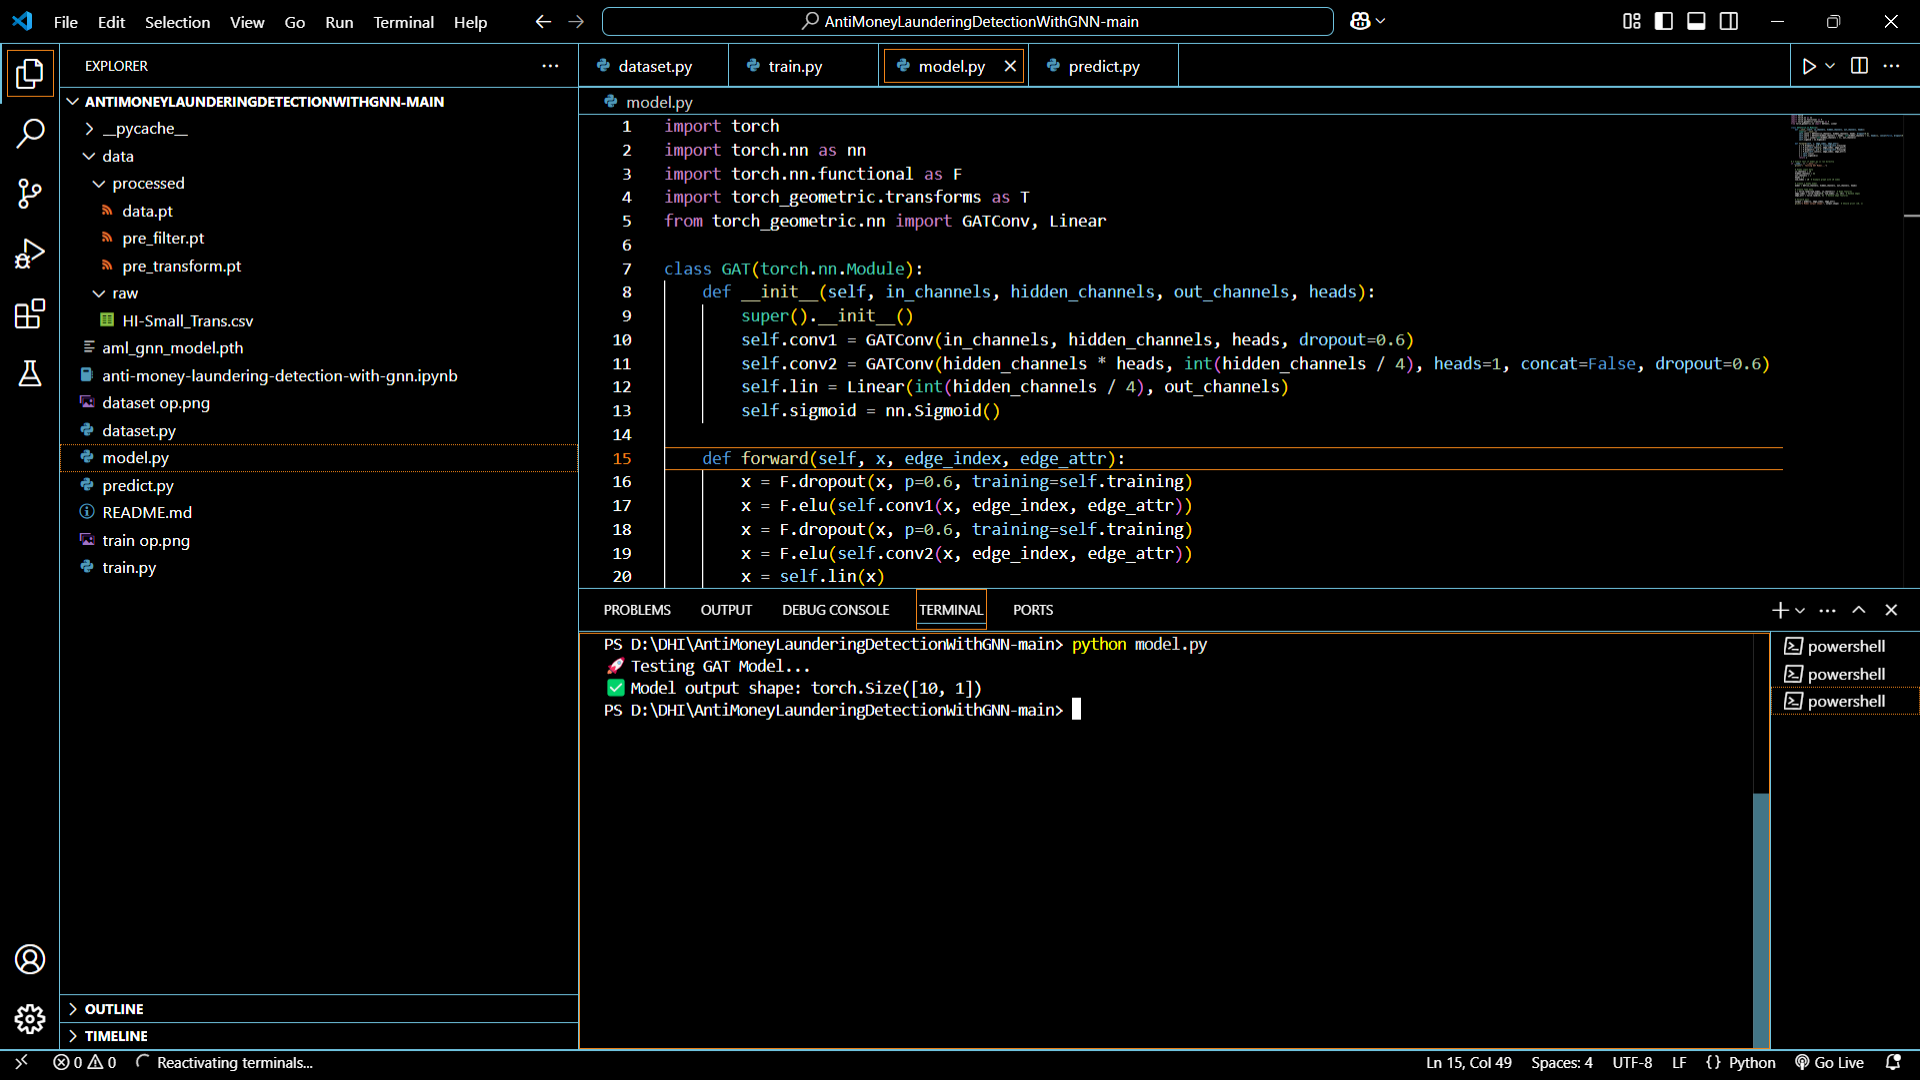 File Edit Selection View Go Run Terminal Help
AntiMoneyLaunderingDetectionWithGNN-main
EXPLORER
ANTIMONEYLAUNDERINGDETECTIONWITHGNN-MAIN
__pycache__
data
processed
data.pt
pre_filter.pt
pre_transform.pt
raw
HI-Small_Trans.csv
aml_gnn_model.pth
anti-money-laundering-detection-with-gnn.ipynb
dataset op.png
dataset.py
model.py
predict.py
README.md
train op.png
train.py
OUTLINE
TIMELINE
dataset.py train.py model.py predict.py
model.py
1 import torch
2 import torch.nn as nn
3 import torch.nn.functional as F
4 import torch_geometric.transforms as T
5 from torch_geometric.nn import GATConv, Linear
6
7 class GAT(torch.nn.Module):
8 def __init__(self, in_channels, hidden_channels, out_channels, heads):
9 super().__init__()
10 self.conv1 = GATConv(in_channels, hidden_channels, heads, dropout=0.6)
11 self.conv2 = GATConv(hidden_channels * heads, int(hidden_channels / 4), heads=1, concat=False, dropout=0.6)
12 self.lin = Linear(int(hidden_channels / 4), out_channels)
13 self.sigmoid = nn.Sigmoid()
14
15 def forward(self, x, edge_index, edge_attr):
16 x = F.dropout(x, p=0.6, training=self.training)
17 x = F.elu(self.conv1(x, edge_index, edge_attr))
18 x = F.dropout(x, p=0.6, training=self.training)
19 x = F.elu(self.conv2(x, edge_index, edge_attr))
20 x = self.lin(x)
PROBLEMS OUTPUT DEBUG CONSOLE TERMINAL PORTS
PS D:\DHI\AntiMoneyLaunderingDetectionWithGNN-main> python model.py
🚀 Testing GAT Model...
✅ Model output shape: torch.Size([10, 1])
PS D:\DHI\AntiMoneyLaunderingDetectionWithGNN-main>
powershell
powershell
powershell
0 0 Reactivating terminals... Ln 15, Col 49 Spaces: 4 UTF-8 LF {} Python Go Live